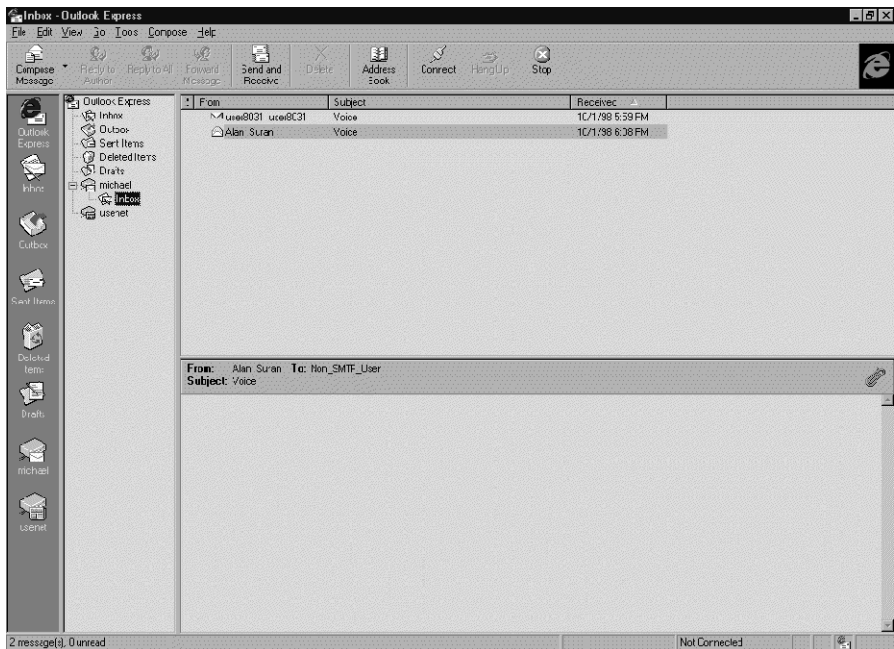 Inbox - Outlook Express
File Edit View Go Tools Compose Help
Compose Message
Reply to Author
Reply to All
Forward Message
Send and Receive
Delete
Address Book
Connect
Hang Up
Stop
Outlook Express
Inbox
Outbox
Sent Items
Deleted Items
Drafts
michael
usenet
Outlook Express
Inbox
Outbox
Sent Items
Deleted Items
Drafts
michael
Inbox
usenet
! From Subject Received
user8031 user8031 Voice 10/1/98 5:59 PM
Alan Suran Voice 10/1/98 6:08 PM
From: Alan Suran To: Non_SMTF_User
Subject: Voice
2 message(s), 0 unread
Not Connected